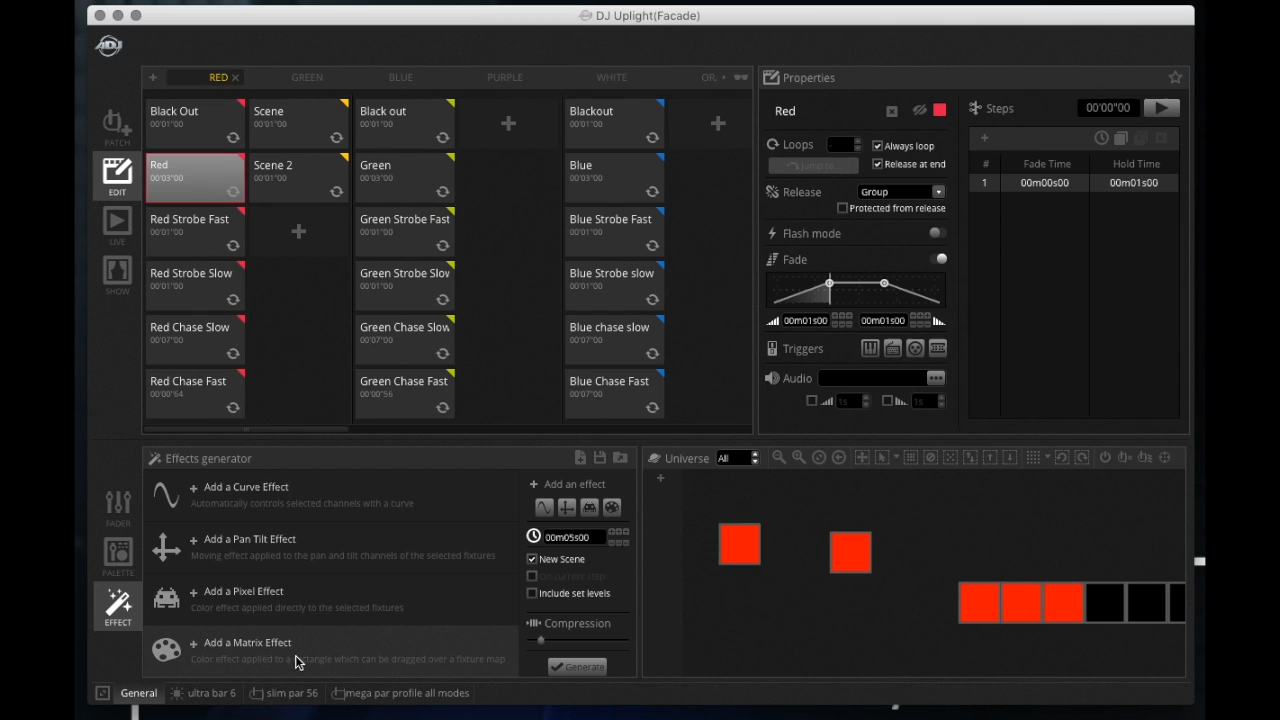 DJ Uplight(Facade)
ADJ
+ RED × GREEN BLUE PURPLE WHITE OR.
Properties
Black Out
00'01"00
Scene
00'01"00
Black out
00'01"00
+
Blackout
00'01"00
+
Red
00'03"00
Scene 2
00'01"00
Green
00'03"00
Blue
00'03"00
Red Strobe Fast
00'01"00
+
Green Strobe Fast
00'01"00
Blue Strobe Fast
00'01"00
Red Strobe Slow
00'01"00
Green Strobe Slow
00'01"00
Blue Strobe slow
00'01"00
Red Chase Slow
00'07"00
Green Chase Slow
00'07"00
Blue chase slow
00'07"00
Red Chase Fast
00'00"64
Green Chase Fast
00'00"56
Blue Chase Fast
00'07"00
PATCH
EDIT
LIVE
SHOW
Red
Loops
Always loop
Jump to...
Release at end
Release Group
Protected from release
Flash mode
Fade
00m01s00 00m01s00
Triggers
Audio
1s 1s
Steps 00'00"00
+
# Fade Time Hold Time
1 00m00s00 00m01s00
FADER
PALETTE
EFFECT
Effects generator
+ Add a Curve Effect
Automatically controls selected channels with a curve
+ Add a Pan Tilt Effect
Moving effect applied to the pan and tilt channels of the selected fixtures
+ Add a Pixel Effect
Color effect applied directly to the selected fixtures
+ Add a Matrix Effect
Color effect applied to a rectangle which can be dragged over a fixture map
+ Add an effect
00m05s00
New Scene
On current step
Include set levels
Compression
Generate
Universe All
+
General ultra bar 6 slim par 56 mega par profile all modes